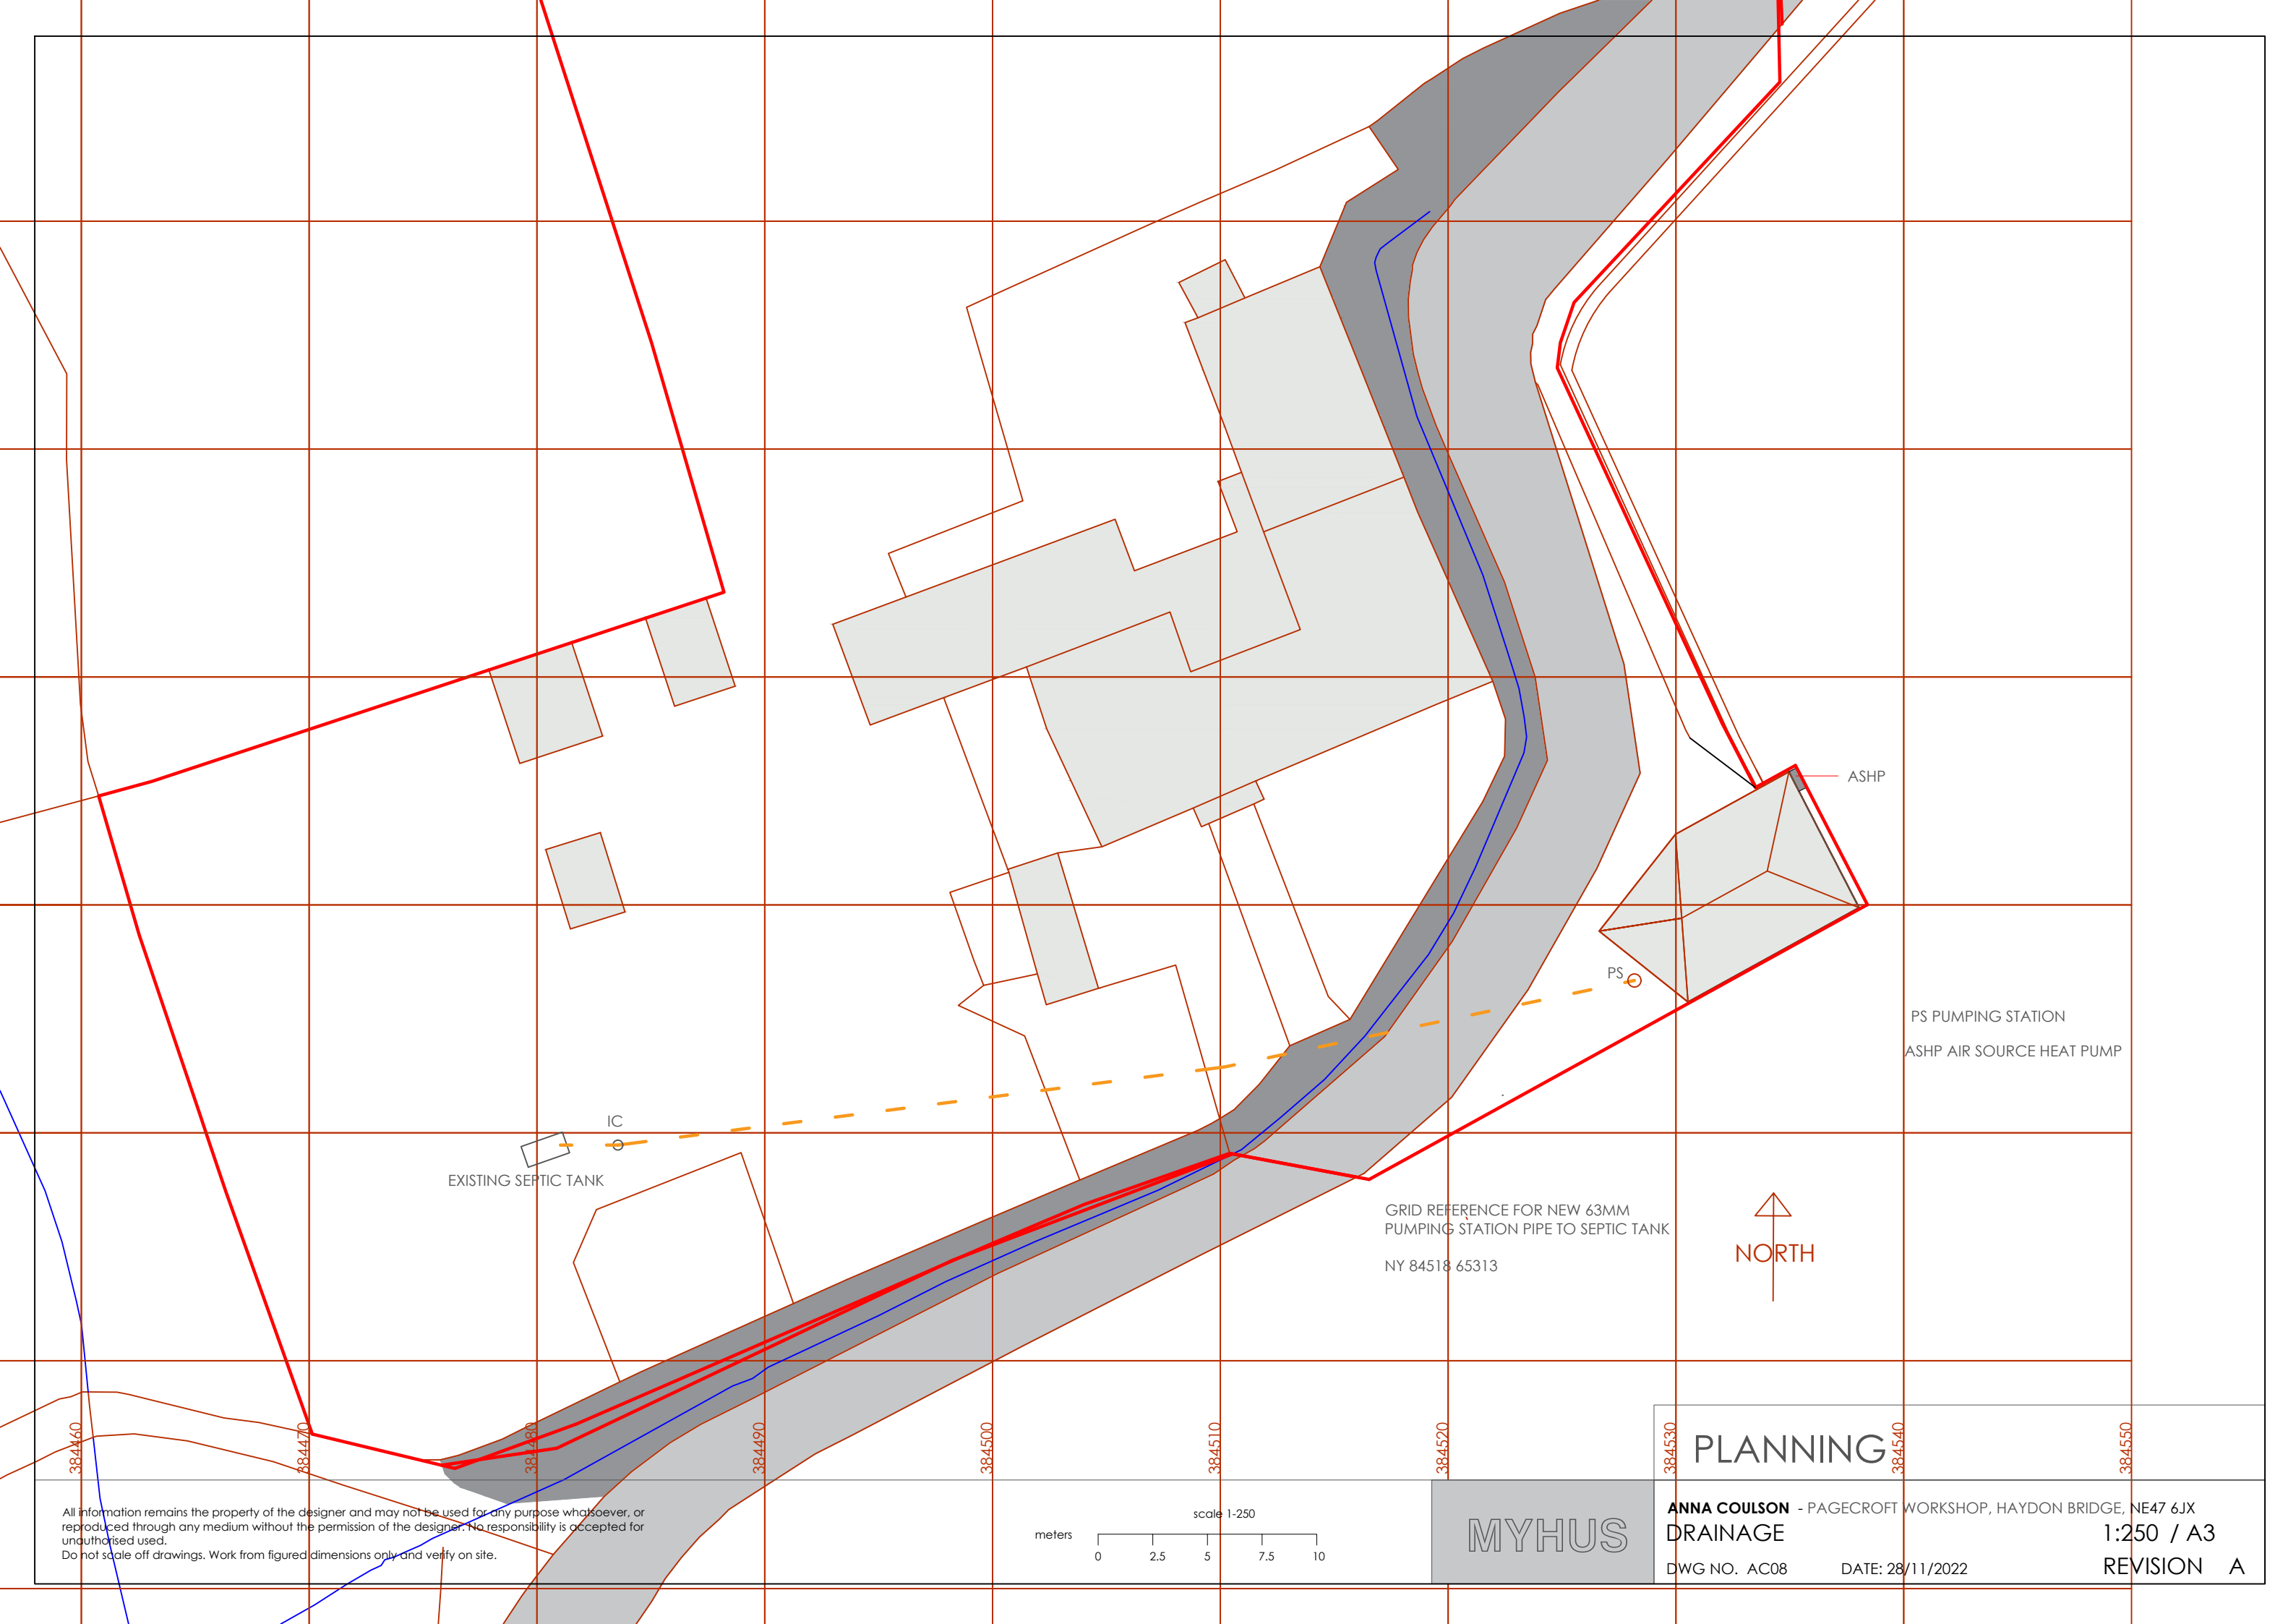 ASHP
PS
PS PUMPING STATION
ASHP AIR SOURCE HEAT PUMP
IC
EXISTING SEPTIC TANK
GRID REFERENCE FOR NEW 63MM
PUMPING STATION PIPE TO SEPTIC TANK
NY 84518 65313
NORTH
384460
384470
384480
384490
384500
384510
384520
384530
384540
384550
PLANNING
All information remains the property of the designer and may not be used for any purpose whatsoever, or
reproduced through any medium without the permission of the designer. No responsibility is accepted for
unauthorised used.
Do not scale off drawings. Work from figured dimensions only and verify on site.
scale 1-250
meters
0 2.5 5 7.5 10
MYHUS
ANNA COULSON - PAGECROFT WORKSHOP, HAYDON BRIDGE, NE47 6JX
DRAINAGE 1:250 / A3
DWG NO. AC08 DATE: 28/11/2022 REVISION A